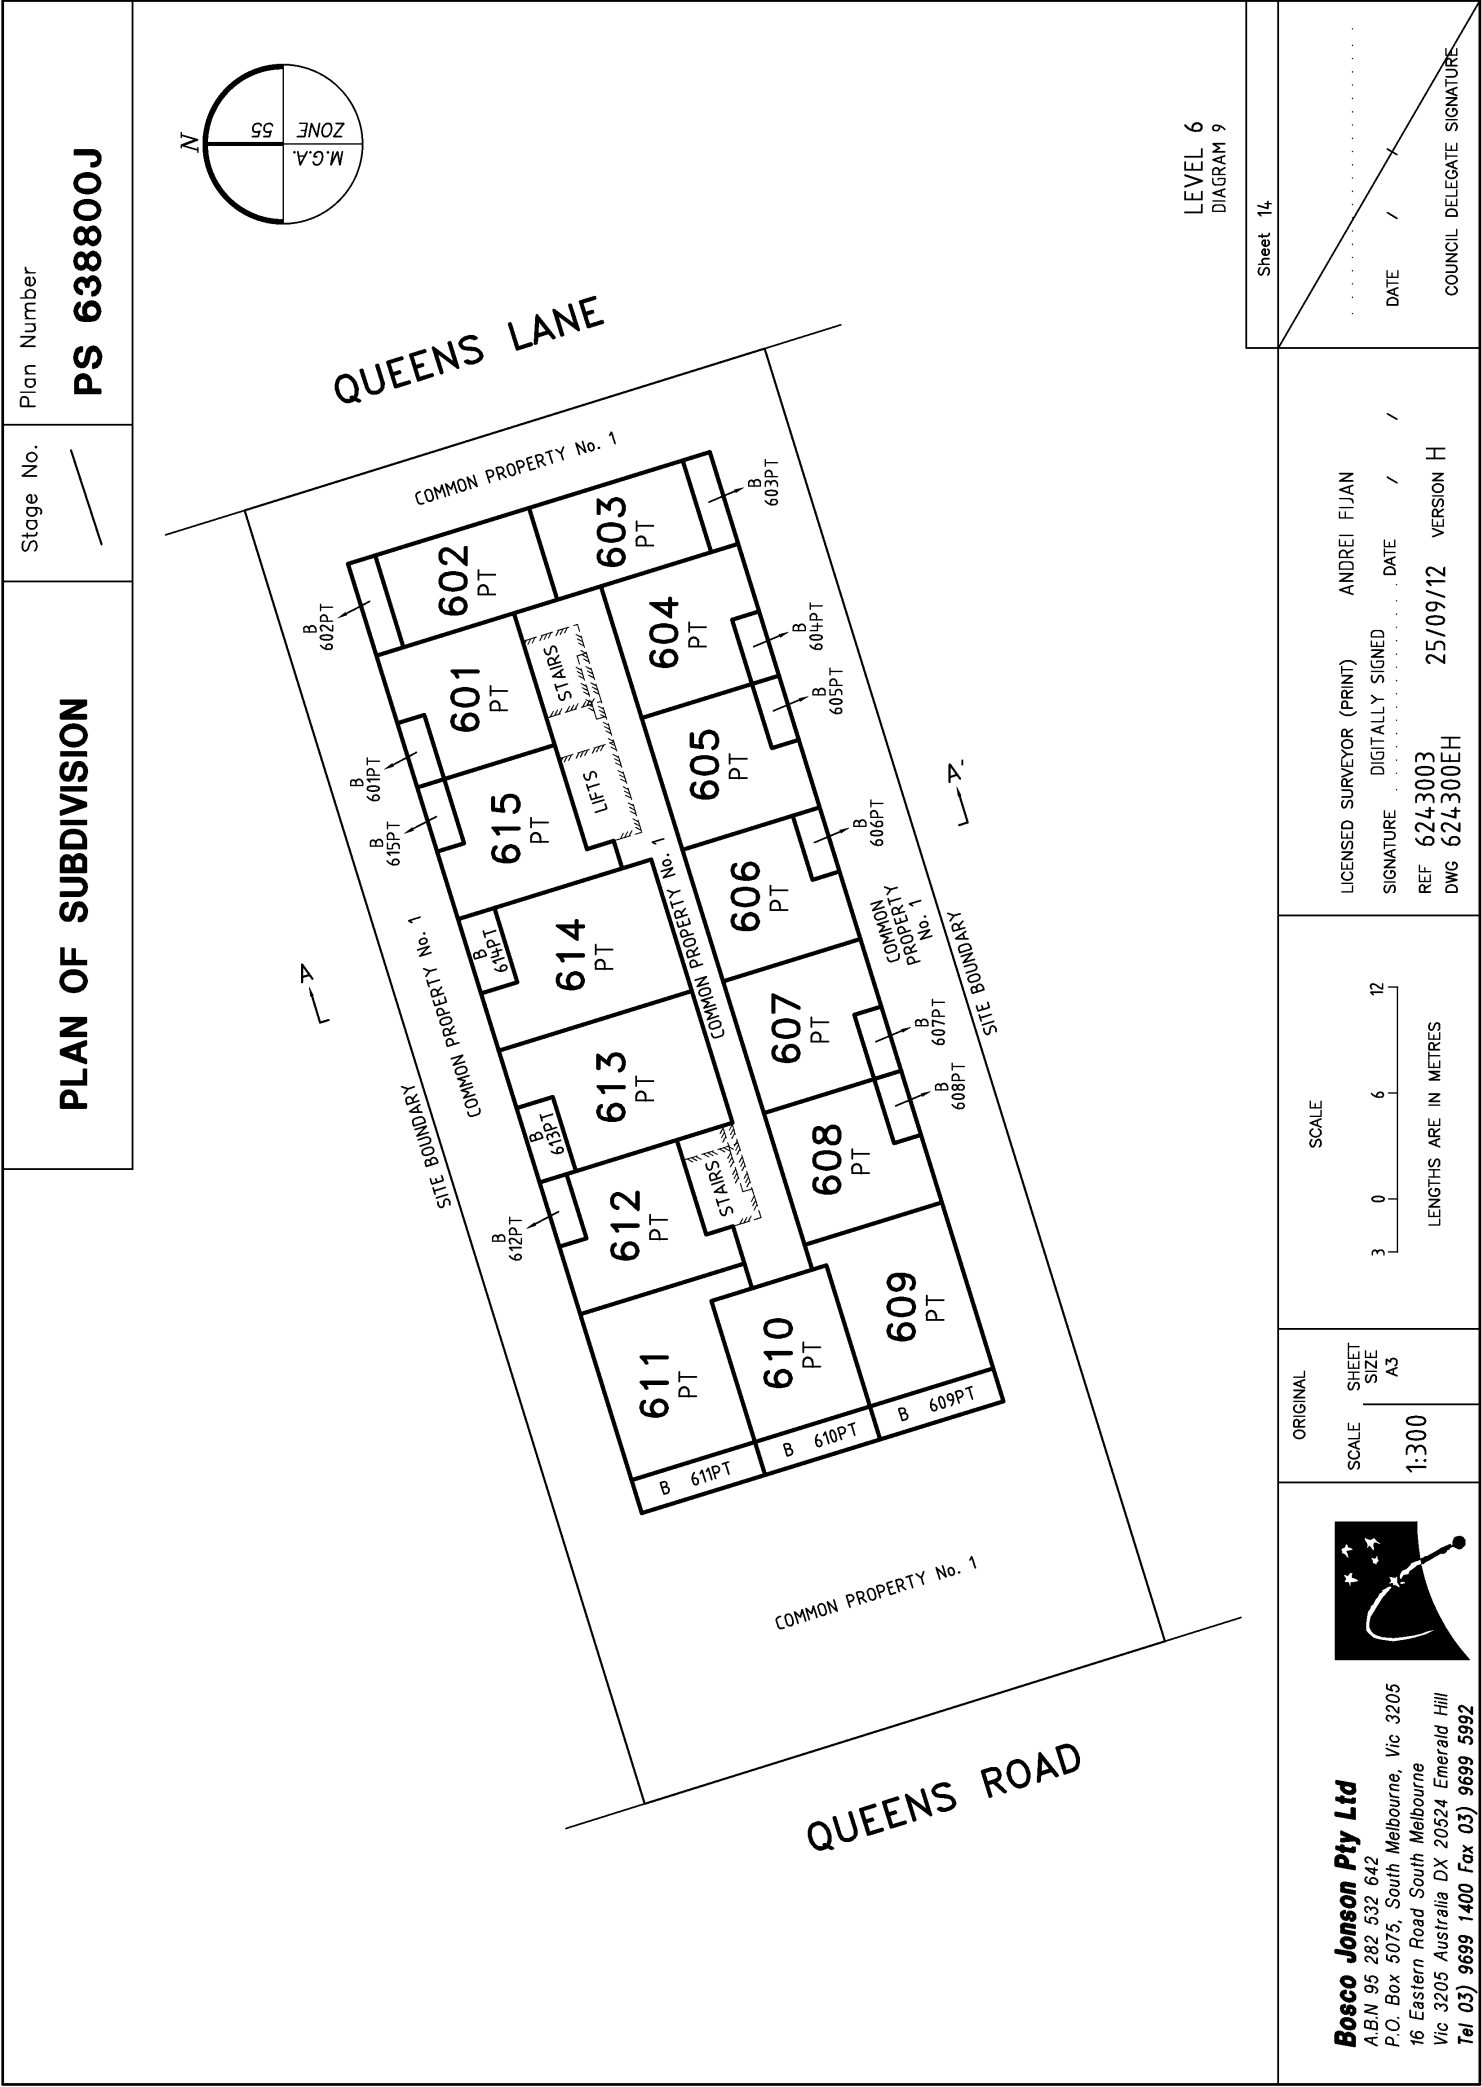 PLAN OF SUBDIVISION
Stage No.
Plan Number
PS 638800J
N
M.G.A.
ZONE
55
QUEENS LANE
COMMON PROPERTY No. 1
B
602PT
602
PT
603
PT
B
603PT
B
601PT
601
PT
STAIRS
604
PT
B
604PT
B
615PT
615
PT
LIFTS
605
PT
B
605PT
A
SITE BOUNDARY
COMMON PROPERTY No. 1
B
614PT
614
PT
COMMON PROPERTY No. 1
COMMON PROPERTY No. 1
606
PT
B
606PT
A'
COMMON
PROPERTY
No. 1
SITE BOUNDARY
B
613PT
613
PT
607
PT
B
607PT
B
612PT
612
PT
STAIRS
608
PT
B
608PT
611
PT
610
PT
609
PT
B 611PT
B 610PT
B 609PT
COMMON PROPERTY No. 1
QUEENS ROAD
LEVEL 6
DIAGRAM 9
Sheet 14
Bosco Jonson Pty Ltd
A.B.N 95 282 532 642
P.O. Box 5075, South Melbourne, Vic 3205
16 Eastern Road South Melbourne
Vic 3205 Australia DX 20524 Emerald Hill
Tel 03) 9699 1400 Fax 03) 9699 5992
ORIGINAL
SCALE
SHEET
SIZE
A3
1:300
SCALE
3 0 6 12
LENGTHS ARE IN METRES
LICENSED SURVEYOR (PRINT) ANDREI FIJAN
SIGNATURE DIGITALLY SIGNED DATE / /
REF 6243003
25/09/12 VERSION H
DWG 624300EH
DATE / /
COUNCIL DELEGATE SIGNATURE